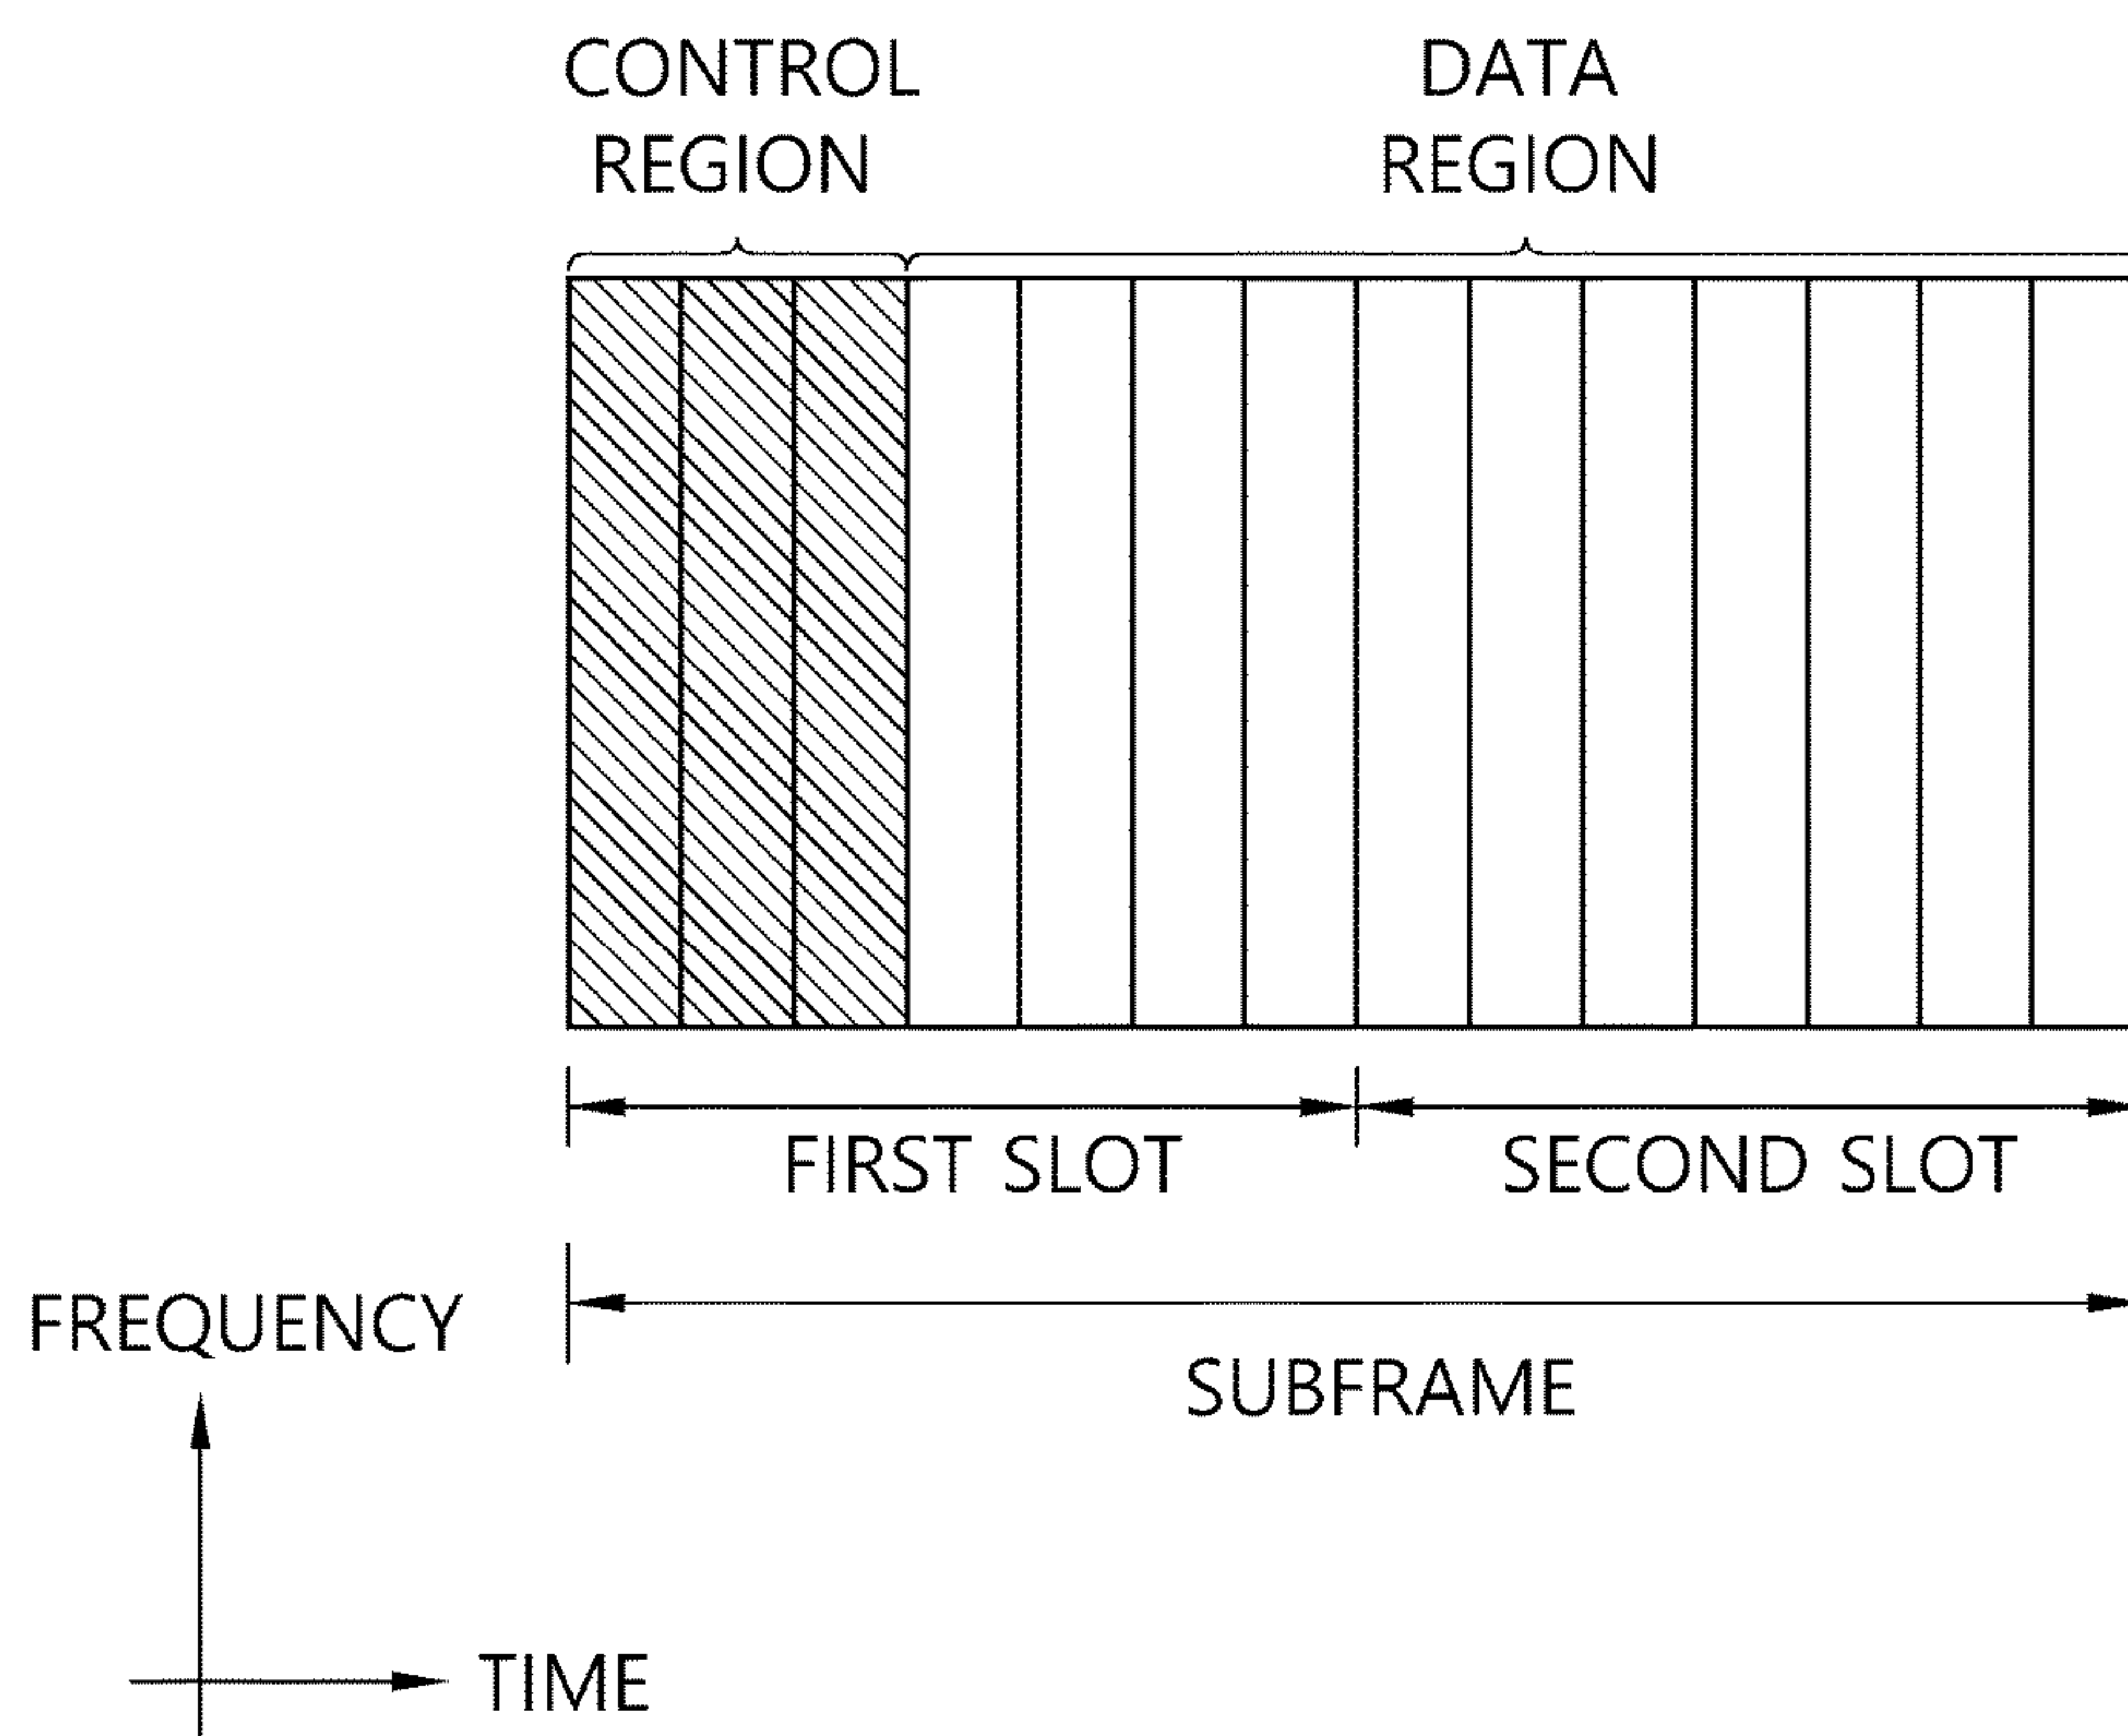 CONTROL
REGION
DATA
REGION
FIRST SLOT
SECOND SLOT
SUBFRAME
FREQUENCY
TIME